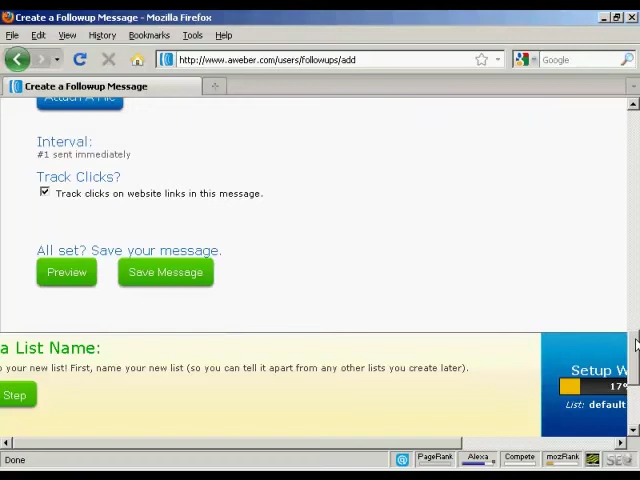 Create a Followup Message - Mozilla Firefox
File Edit View History Bookmarks Tools Help
http://www.aweber.com/users/followups/add
Google
Create a Followup Message
Attach A File
Interval:
#1 sent immediately
Track Clicks?
Track clicks on website links in this message.
All set? Save your message.
Preview Save Message
a List Name:
your new list! First, name your new list (so you can tell it apart from any other lists you create later).
Step
Setup W
17%
List: default
Done
PageRank Alexa Compete mozRank